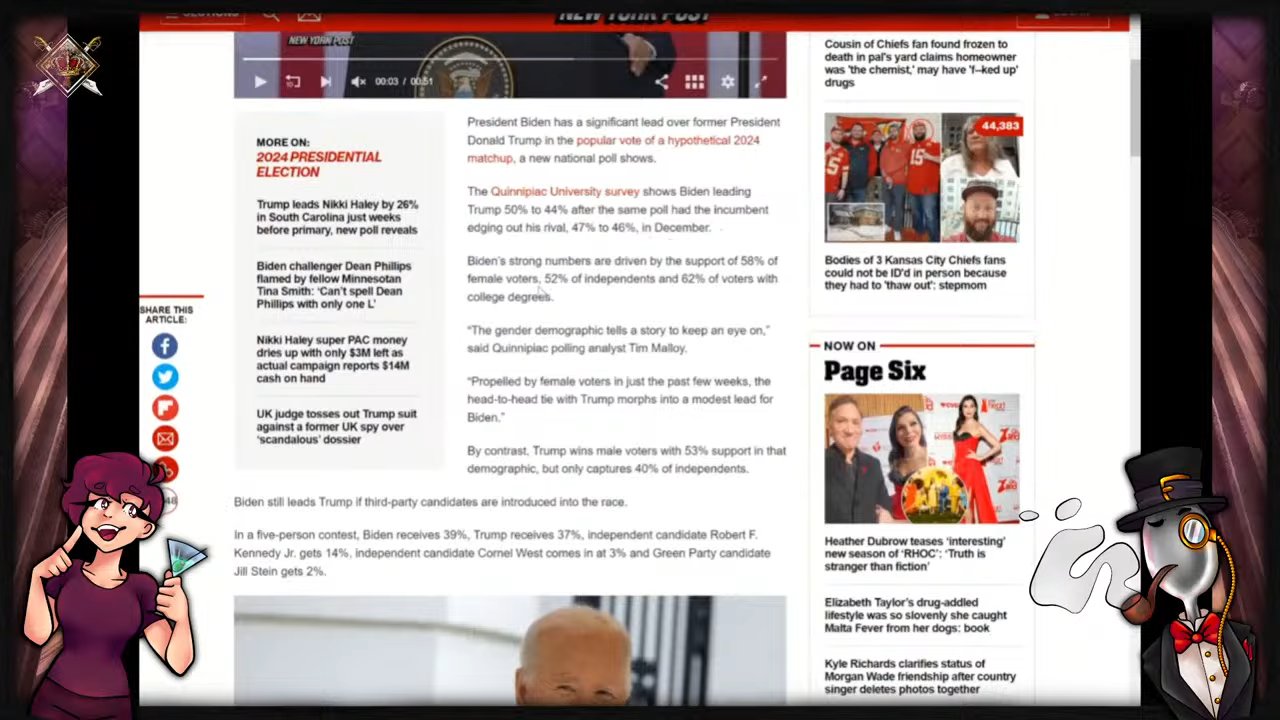 SECTIONS
NEW YORK POST
NEW YORK POST
00:03 / 00:51
MORE ON:
2024 PRESIDENTIAL
ELECTION
Trump leads Nikki Haley by 26%
in South Carolina just weeks
before primary, new poll reveals
Biden challenger Dean Phillips
flamed by fellow Minnesotan
Tina Smith: ‘Can’t spell Dean
Phillips with only one L’
Nikki Haley super PAC money
dries up with only $3M left as
actual campaign reports $14M
cash on hand
UK judge tosses out Trump suit
against a former UK spy over
‘scandalous’ dossier
SHARE THIS
ARTICLE:
President Biden has a significant lead over former President
Donald Trump in the popular vote of a hypothetical 2024
matchup, a new national poll shows.
The Quinnipiac University survey shows Biden leading
Trump 50% to 44% after the same poll had the incumbent
edging out his rival, 47% to 46%, in December.
Biden’s strong numbers are driven by the support of 58% of
female voters, 52% of independents and 62% of voters with
college degrees.
“The gender demographic tells a story to keep an eye on,”
said Quinnipiac polling analyst Tim Malloy.
“Propelled by female voters in just the past few weeks, the
head-to-head tie with Trump morphs into a modest lead for
Biden.”
By contrast, Trump wins male voters with 53% support in that
demographic, but only captures 40% of independents.
Biden still leads Trump if third-party candidates are introduced into the race.
In a five-person contest, Biden receives 39%, Trump receives 37%, independent candidate Robert F.
Kennedy Jr. gets 14%, independent candidate Cornel West comes in at 3% and Green Party candidate
Jill Stein gets 2%.
Cousin of Chiefs fan found frozen to
death in pal's yard claims homeowner
was 'the chemist,' may have 'f--ked up'
drugs
44,383
15
Bodies of 3 Kansas City Chiefs fans
could not be ID'd in person because
they had to 'thaw out': stepmom
NOW ON
Page Six
Heather Dubrow teases ‘interesting’
new season of ‘RHOC’: ‘Truth is
stranger than fiction’
Elizabeth Taylor’s drug-addled
lifestyle was so slovenly she caught
Malta Fever from her dogs: book
Kyle Richards clarifies status of
Morgan Wade friendship after country
singer deletes photos together